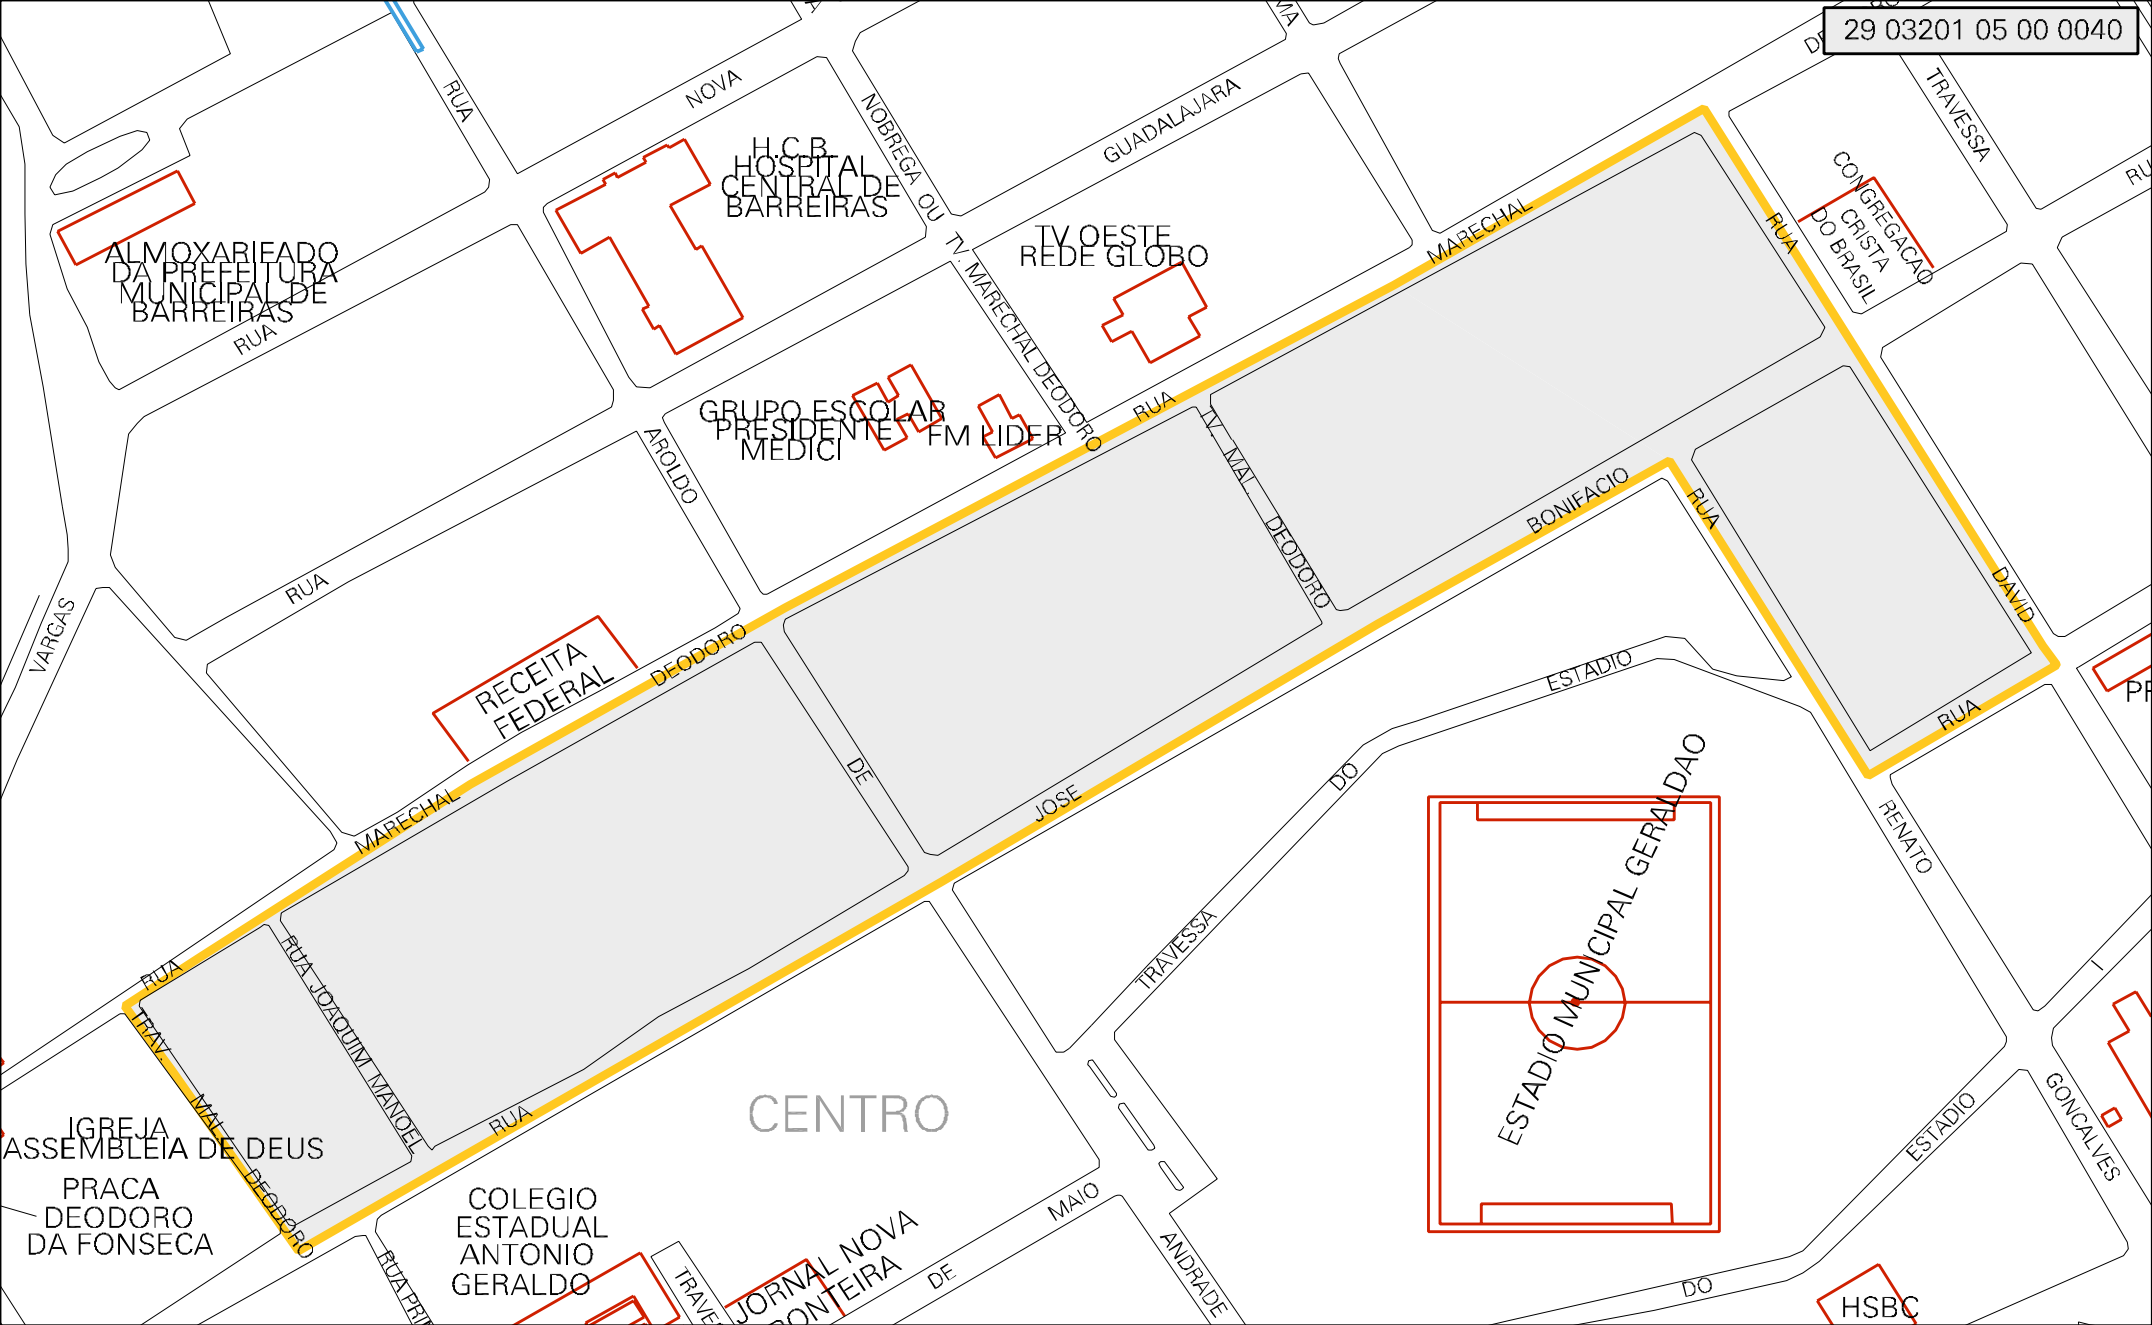 29 03201 05 00 0040
RUA
NOVA
NOBREGA OU
TV. MARECHAL DEODORO
GUADALAJARA
TRAVESSA
H.C.B.
HOSPITAL
CENTRAL DE
BARREIRAS
CONGREGACAO
CRISTA
DO BRASIL
ALMOXARIFADO
DA PREFEITURA
MUNICIPAL DE
BARREIRAS
RUA
TV OESTE
REDE GLOBO
MARECHAL
RUA
GRUPO ESCOLAR
PRESIDENTE
MEDICI
FM LIDER
RUA
TV. MAL. DEODORO
AROLDO
BONIFACIO
RUA
RUA
VARGAS
DAVID
RECEITA
FEDERAL
DEODORO
ESTADIO
RUA
DE
DO
JOSE
MARECHAL
ESTADIO MUNICIPAL GERALDAO
RENATO
TRAVESSA
RUA
RUA JOAQUIM MANOEL
I
TRAV. MAL. DEODORO
RUA
CENTRO
IGREJA
ASSEMBLEIA DE DEUS
PRACA
DEODORO
DA FONSECA
COLEGIO
ESTADUAL
ANTONIO
GERALDO
MAIO
DE
ANDRADE
ESTADIO
GONCALVES
JORNAL NOVA
DO
HSBC